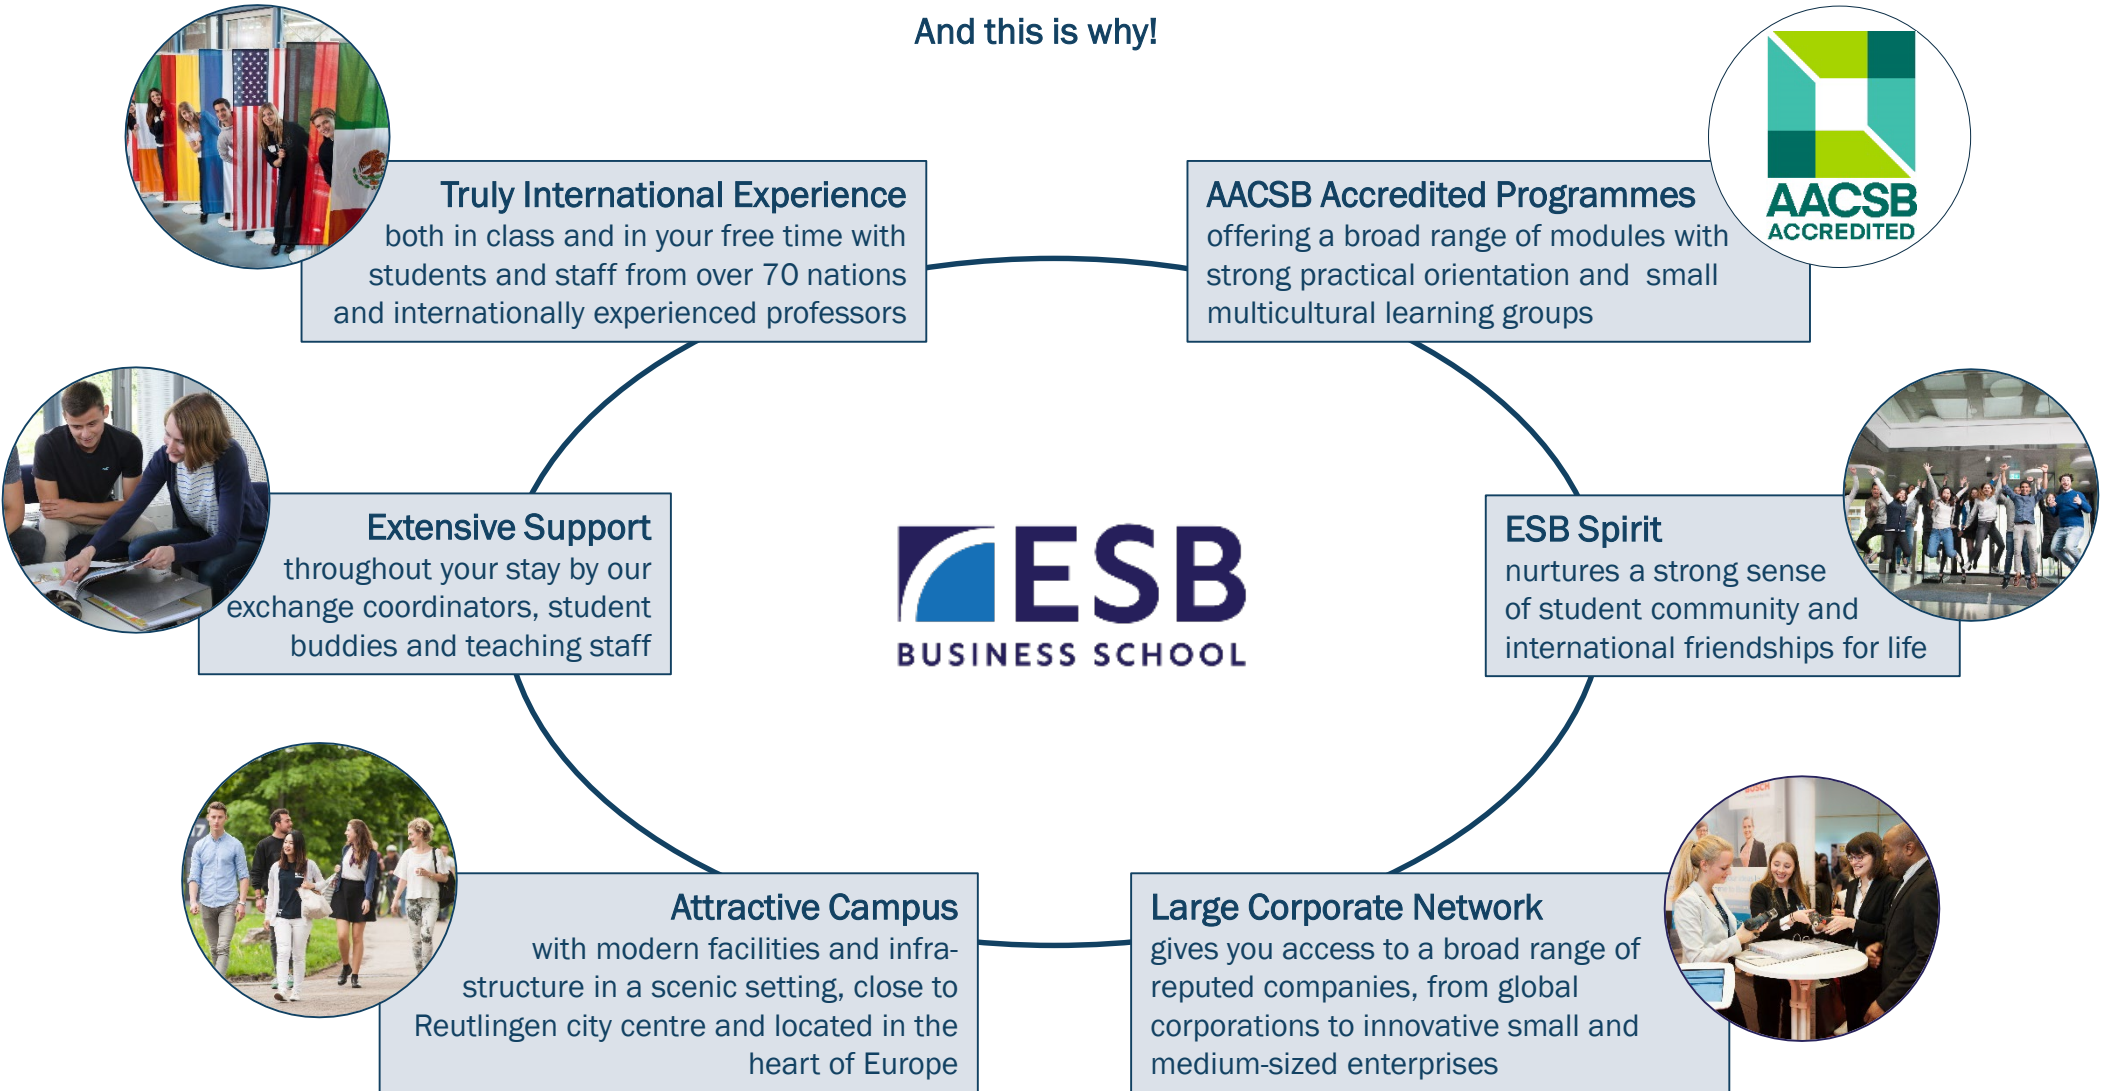 And this is why!
Truly International Experience
both in class and in your free time with
students and staff from over 70 nations
and internationally experienced professors
AACSB Accredited Programmes
offering a broad range of modules with
strong practical orientation and  small
multicultural learning groups
AACSB
ACCREDITED
Extensive Support
throughout your stay by our
exchange coordinators, student
buddies and teaching staff
ESB
BUSINESS SCHOOL
ESB Spirit
nurtures a strong sense
of student community and
international friendships for life
Attractive Campus
with modern facilities and infra-
structure in a scenic setting, close to
Reutlingen city centre and located in the
heart of Europe
Large Corporate Network
gives you access to a broad range of
reputed companies, from global
corporations to innovative small and
medium-sized enterprises
BOSCH